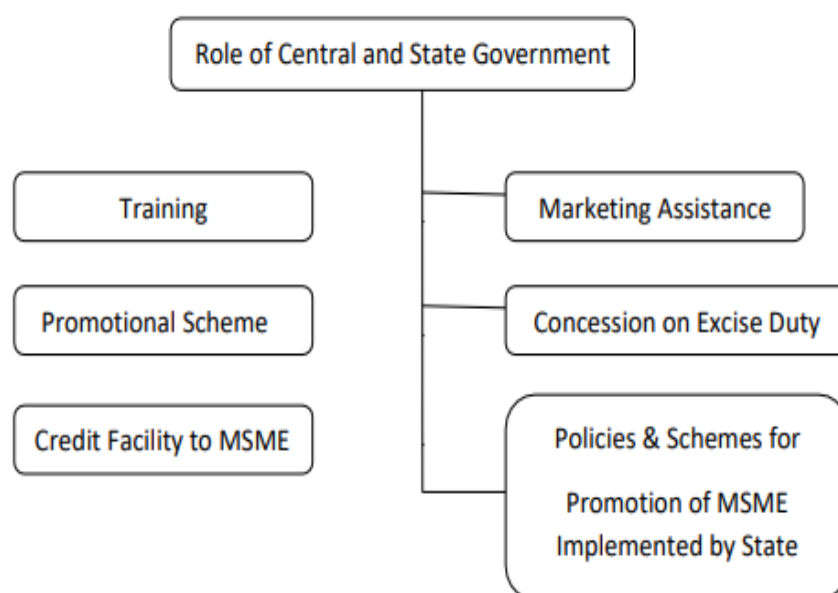 Role of Central and State Government
Training
Marketing Assistance
Promotional Scheme
Concession on Excise Duty
Credit Facility to MSME
Policies & Schemes for
Promotion of MSME
Implemented by State